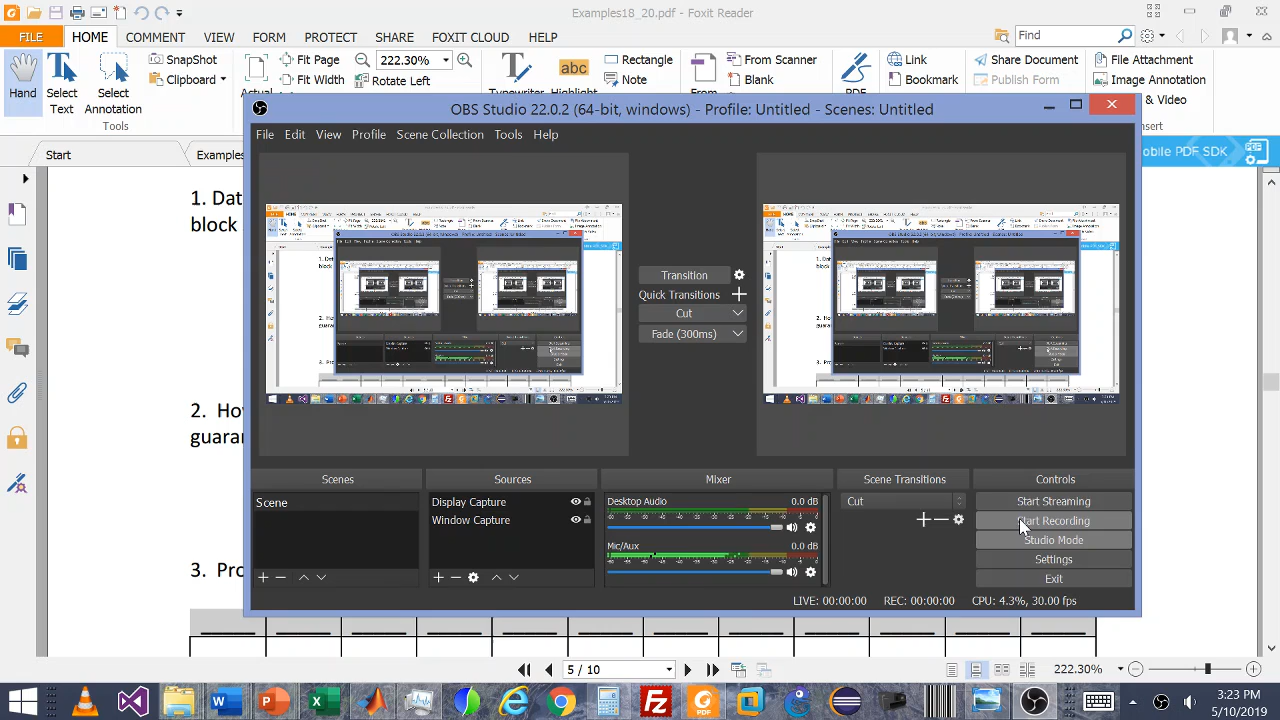 Examples18_20.pdf - Foxit Reader
FILE HOME COMMENT VIEW FORM PROTECT SHARE FOXIT CLOUD HELP Find
SnapShot Fit Page 222.30% Rectangle From Scanner Link Share Document File Attachment
Hand Select Text Select Annotation Clipboard Fit Width Typewriter Note Blank Bookmark Publish Form Image Annotation
Rotate Left & Video
Tools
Start Examples
OBS Studio 22.0.2 (64-bit, windows) - Profile: Untitled - Scenes: Untitled
File Edit View Profile Scene Collection Tools Help
obile PDF SDK
1. Dat
block
Transition
Quick Transitions
Cut
Fade (300ms)
2. Ho
guaran
Scenes Sources Mixer Scene Transitions Controls
Scene Display Capture Desktop Audio 0.0 dB Cut Start Streaming
Window Capture Start Recording
Mic/Aux 0.0 dB Studio Mode
Settings
3. Pro
Exit
LIVE: 00:00:00 REC: 00:00:00 CPU: 4.3%, 30.00 fps
5 / 10 222.30%
3:23 PM
5/10/2019